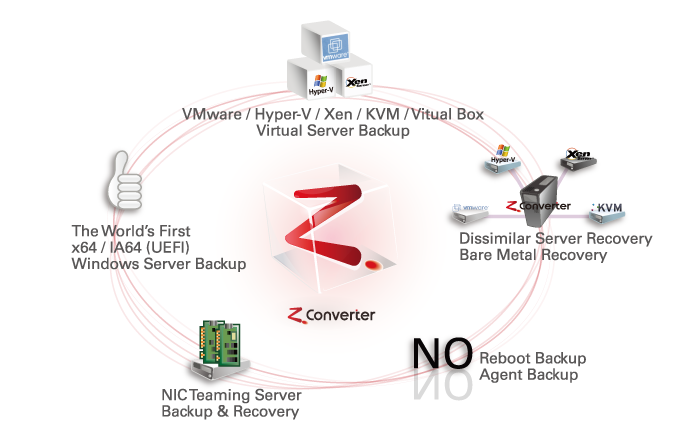 vmware
Hyper-V
Xen
VMware / Hyper-V / Xen / KVM / Vitual Box
Virtual Server Backup
Hyper-V
Xen
vmware
Z.Converter
KVM
Dissimilar Server Recovery
Bare Metal Recovery
The World's First
x64 / IA64 (UEFI)
Windows Server Backup
Z.
Z.Converter
NO
Reboot Backup
Agent Backup
NIC Teaming Server
Backup & Recovery